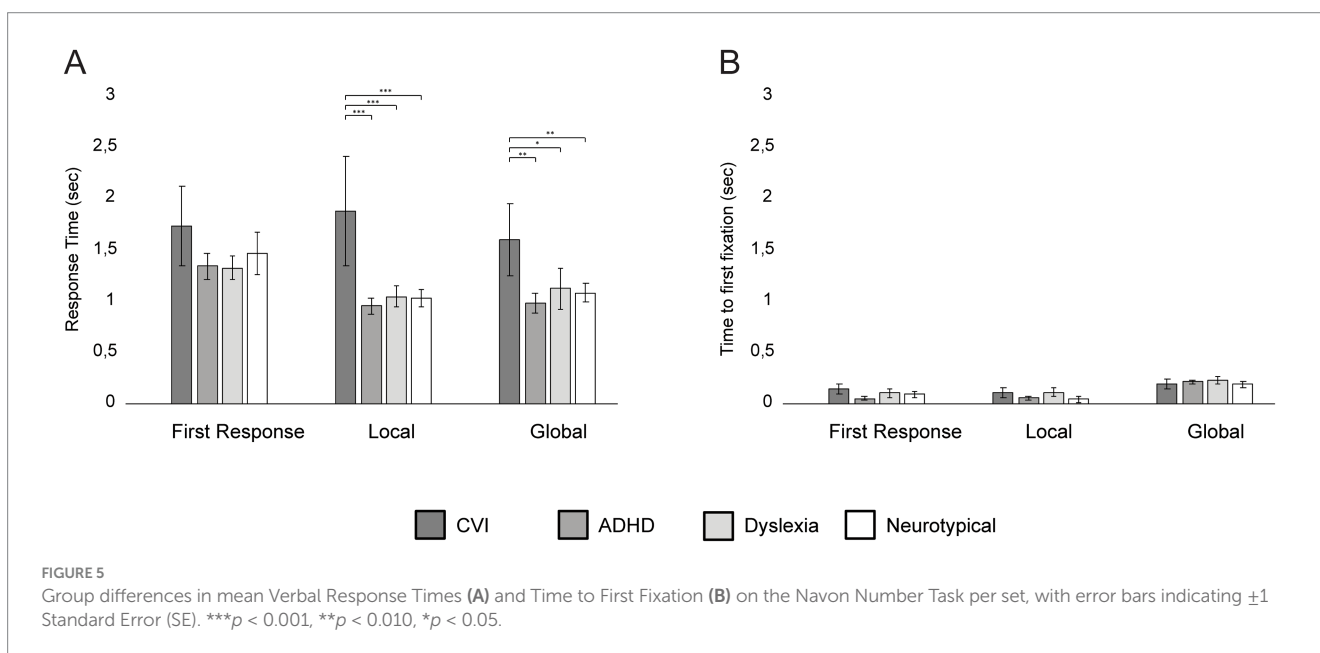 A
B
3
2,5
2
1,5
1
0,5
0
Response Time (sec)
***
***
***
**
*
**
First Response
Local
Global
3
2,5
2
1,5
1
0,5
0
Time to first fixation (sec)
First Response
Local
Global
CVI
ADHD
Dyslexia
Neurotypical
FIGURE 5
Group differences in mean Verbal Response Times (A) and Time to First Fixation (B) on the Navon Number Task per set, with error bars indicating ±1
Standard Error (SE). ***p < 0.001, **p < 0.010, *p < 0.05.